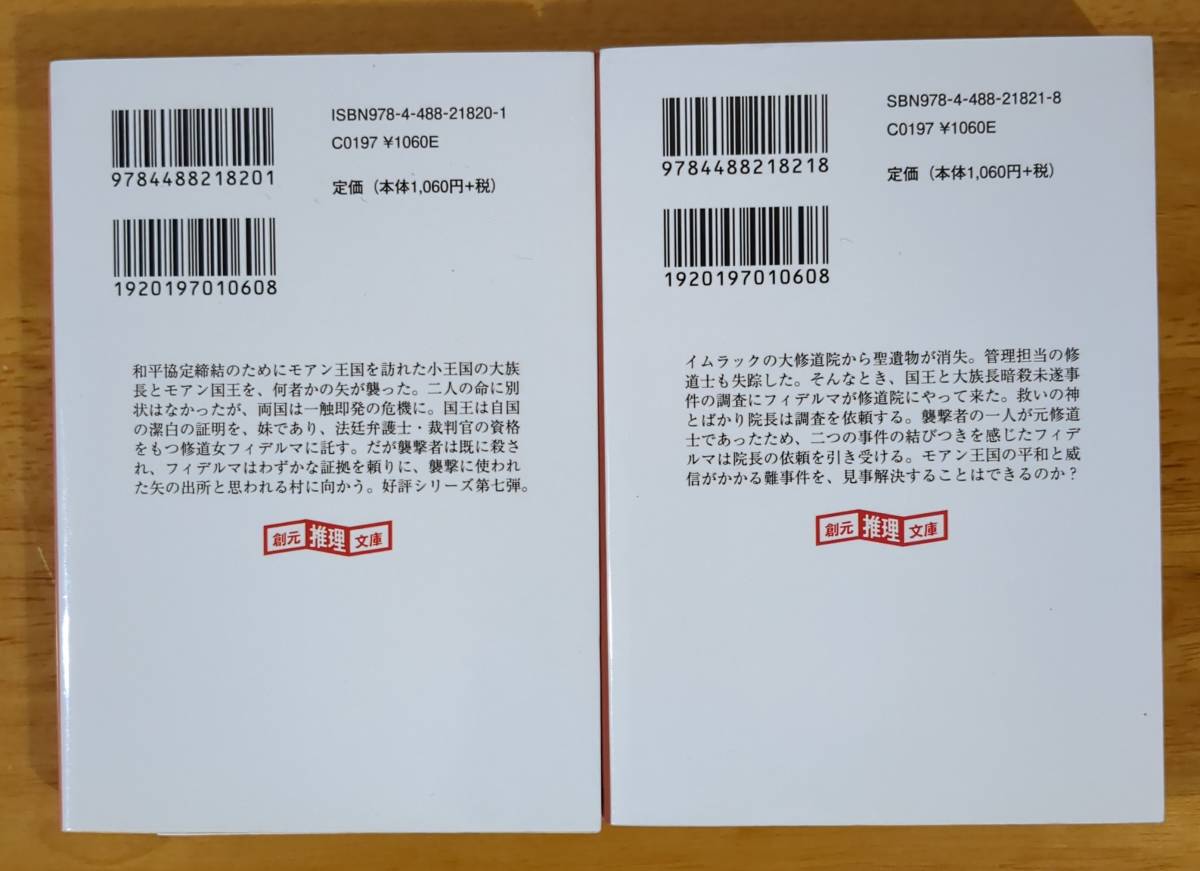 ISBN978-4-488-21820-1
C0197 ¥1060E
定価（本体1,060円+税）
9784488218201
1920197010608
和平協定締結のためにモアン王国を訪れた小王国の大族
長とモアン国王を、何者かの矢が襲った。二人の命に別
状はなかったが、両国は一触即発の危機に。国王は自国
の潔白の証明を、妹であり、法廷弁護士・裁判官の資格
をもつ修道女フィデルマに託す。だが襲撃者は既に殺さ
れ、フィデルマはわずかな証拠を頼りに、襲撃に使われ
た矢の出所と思われる村に向かう。好評シリーズ第七弾。
創元推理文庫
SBN978-4-488-21821-8
C0197 ¥1060E
定価（本体1,060円+税）
9784488218218
1920197010608
イムラックの大修道院から聖遺物が消失。管理担当の修
道士も失踪した。そんなとき、国王と大族長暗殺未遂事
件の調査にフィデルマが修道院にやって来た。救いの神
とばかり院長は調査を依頼する。襲撃者の一人が元修道
士であったため、二つの事件の結びつきを感じたフィデ
ルマは院長の依頼を引き受ける。モアン王国の平和と威
信がかかる難事件を、見事解決することはできるのか？
創元推理文庫